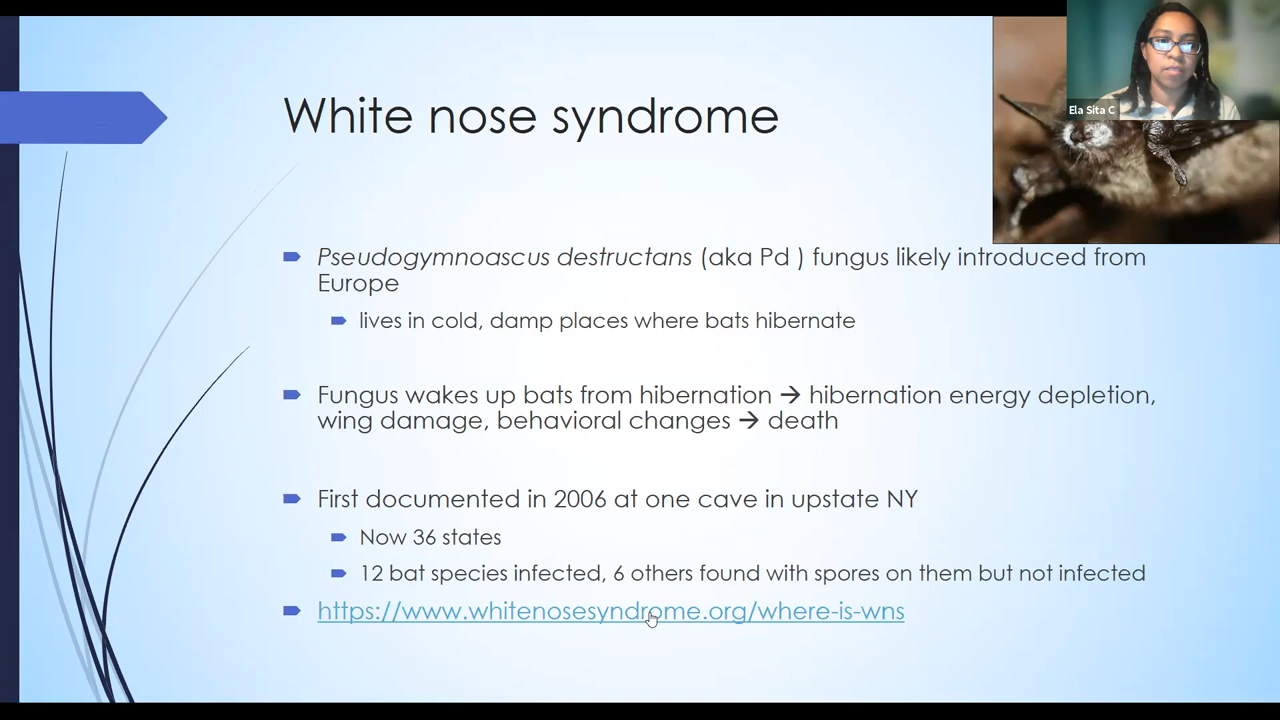 White nose syndrome
Ela Sita C
Pseudogymnoascus destructans (aka Pd ) fungus likely introduced from
Europe
lives in cold, damp places where bats hibernate
Fungus wakes up bats from hibernation → hibernation energy depletion,
wing damage, behavioral changes → death
First documented in 2006 at one cave in upstate NY
Now 36 states
12 bat species infected, 6 others found with spores on them but not infected
https://www.whitenosesyndrome.org/where-is-wns